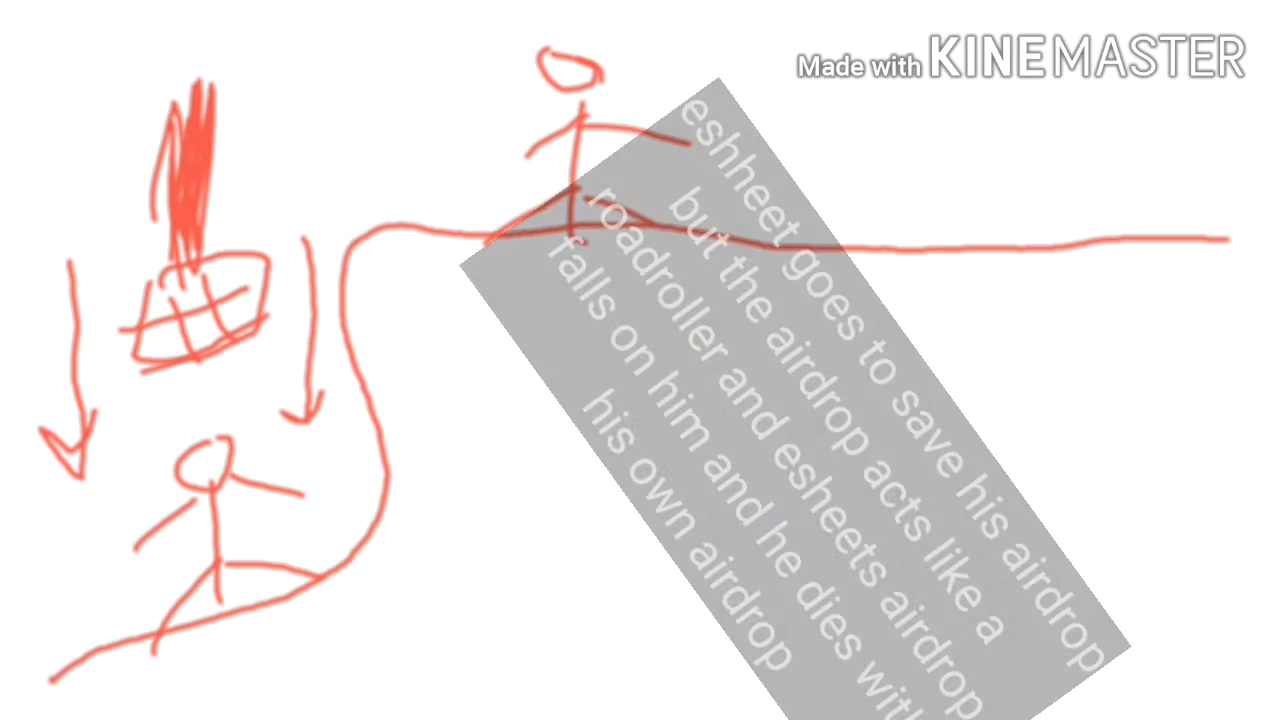 Made with KINEMASTER
eshheet goes to save his airdrop
but the airdrop acts like a
roadroller and esheets airdrop
falls on him and he dies with
his own airdrop